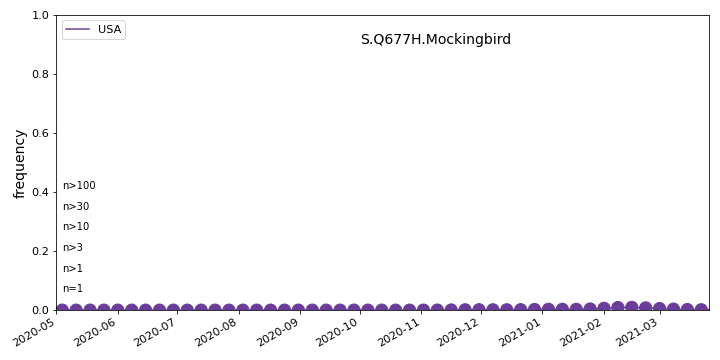 1.0
USA
S.Q677H.Mockingbird
0.8
0.6
frequency
n>100
0.4
n>30
n>10
0.2
n>3
n>1
n=1
0.0
2020-05
2020-06
2020-07
2020-08
2020-09
2020-10
2020-11
2020-12
2021-01
2021-02
2021-03